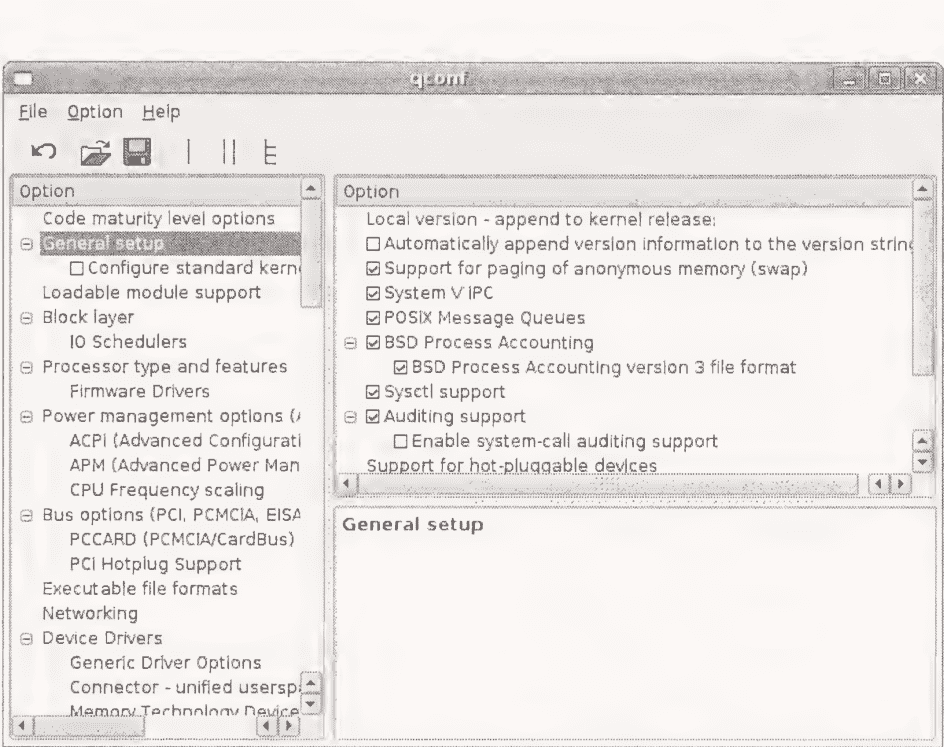 qconf
File Option Help
Option
Code maturity level options
General setup
Configure standard kern
Loadable module support
Block layer
IO Schedulers
Processor type and features
Firmware Drivers
Power management options (A
ACPI (Advanced Configurati
APM (Advanced Power Man
CPU Frequency scaling
Bus options (PCI, PCMCIA, EISA
PCCARD (PCMCIA/CardBus)
PCI Hotplug Support
Executable file formats
Networking
Device Drivers
Generic Driver Options
Connector - unified userspa
Memory Technology Device
Option
Local version - append to kernel release:
Automatically append version information to the version string
Support for paging of anonymous memory (swap)
System V IPC
POSIX Message Queues
BSD Process Accounting
BSD Process Accounting version 3 file format
Sysctl support
Auditing support
Enable system-call auditing support
Support for hot-pluggable devices
General setup